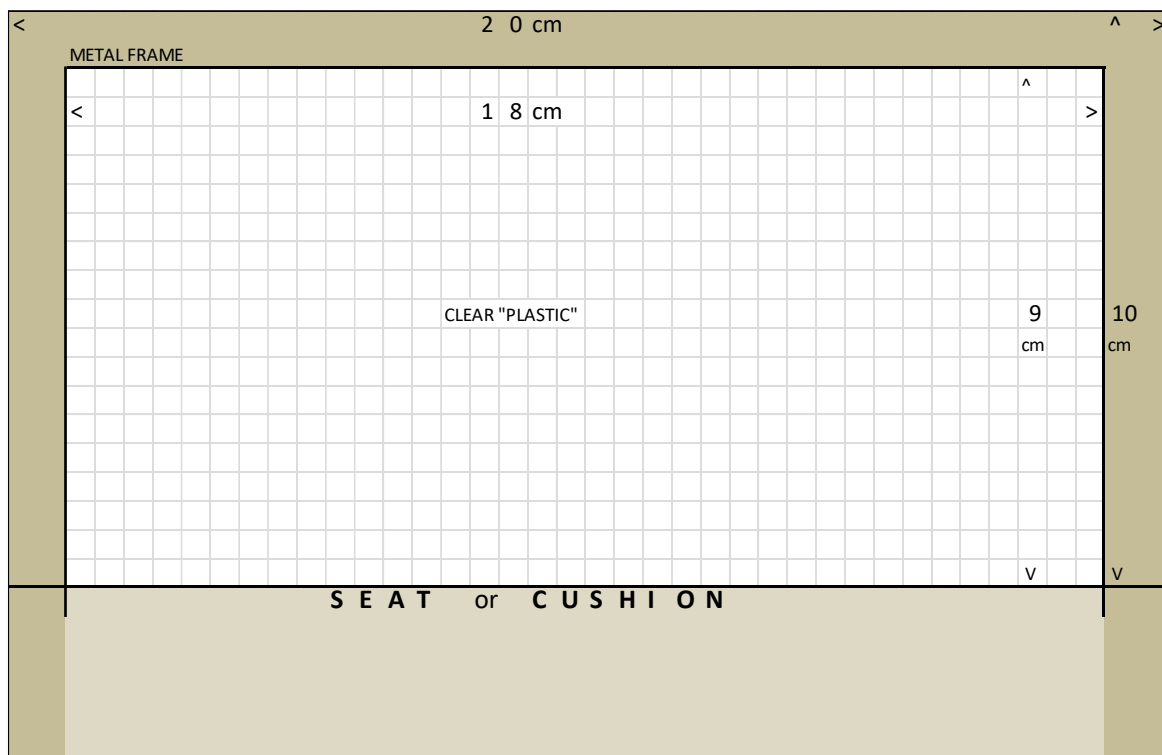 < 2 0 cm ^ >
METAL FRAME
^
< 1 8 cm >
CLEAR "PLASTIC" 9 10
cm cm
V V
S E A T or C U S H I O N